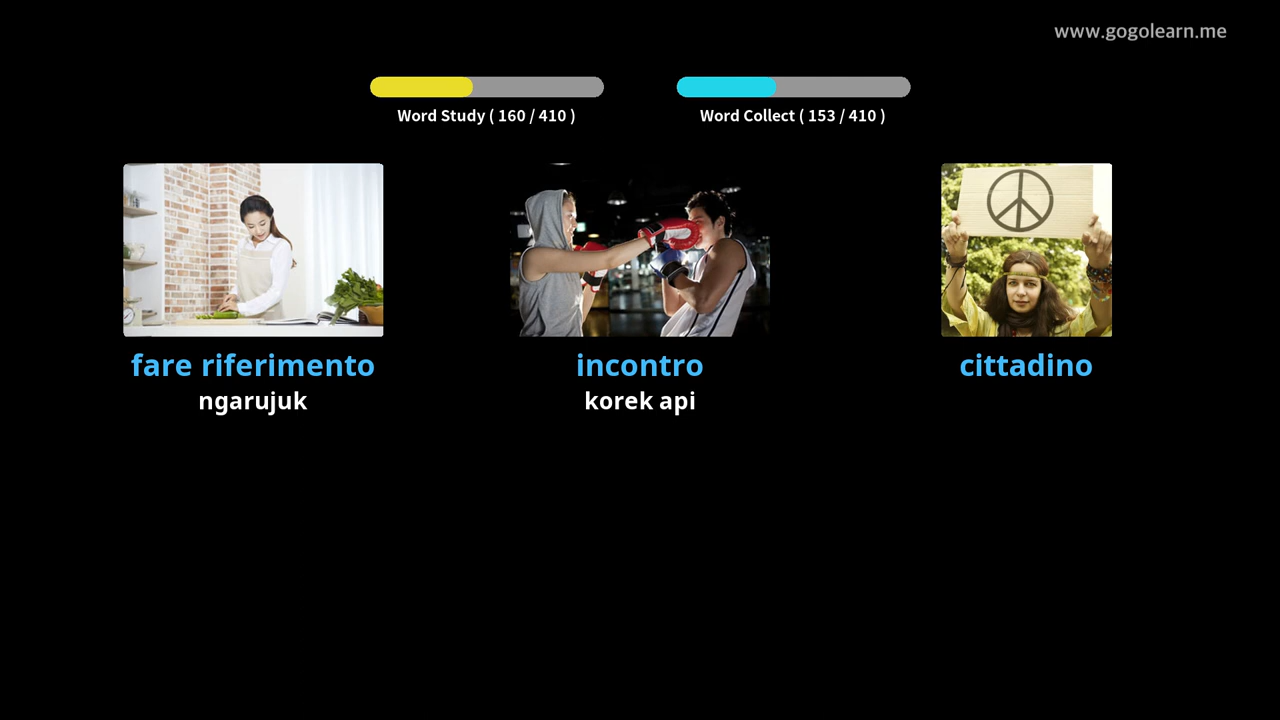 www.gogolearn.me
Word Study ( 160 / 410 )
Word Collect ( 153 / 410 )
fare riferimento
incontro
cittadino
ngarujuk
korek api